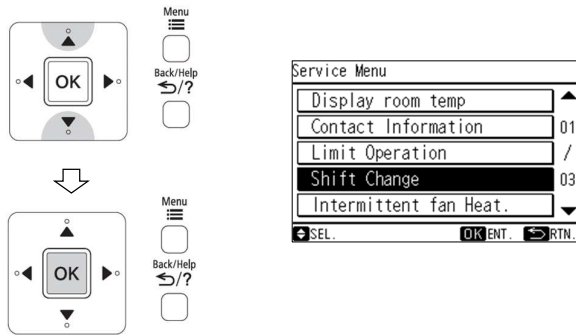 Menu
OK
Back/Help
/?
Menu
OK
Back/Help
/?
Service Menu
Display room temp
Contact Information
Limit Operation
Shift Change
Intermittent fan Heat.
01
/
03
SEL. OK ENT. RTN.